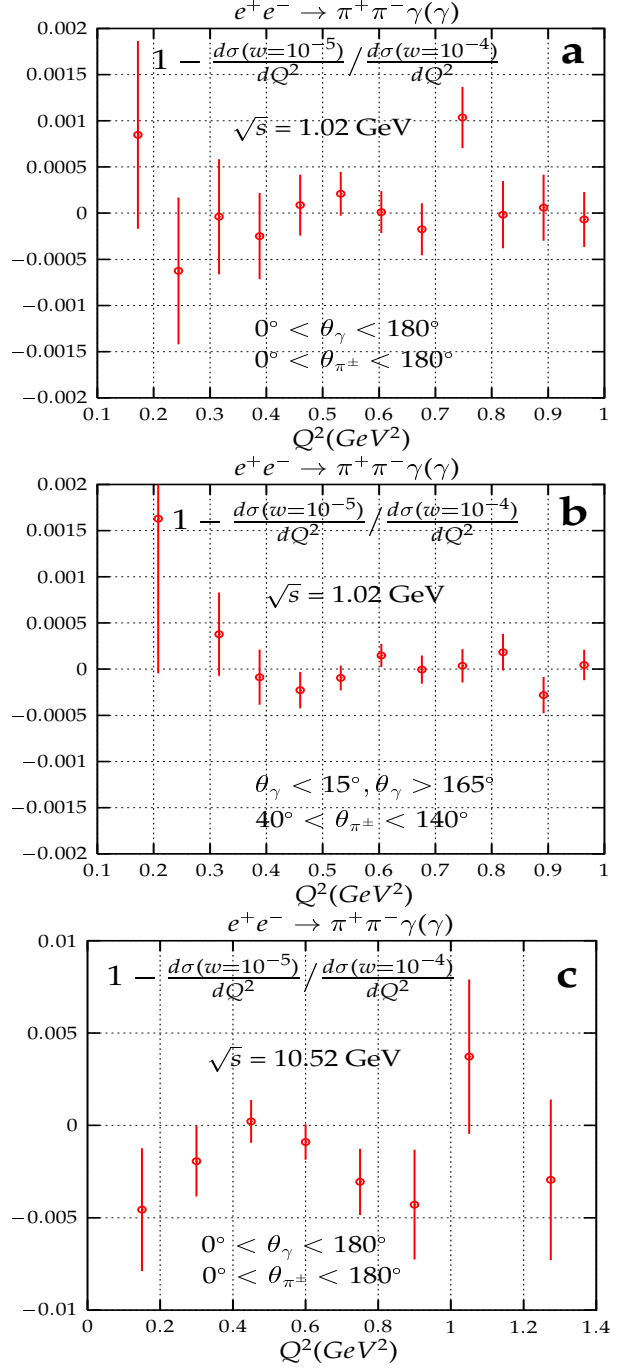 e⁺e⁻ → π⁺π⁻γ(γ)
0.002
0.0015
0.001
0.0005
0
−0.0005
−0.001
−0.0015
−0.002
1 − dσ(w=10⁻⁵)/dQ² / dσ(w=10⁻⁴)/dQ²
a
√s = 1.02 GeV
0° < θγ < 180°
0° < θπ± < 180°
0.1 0.2 0.3 0.4 0.5 0.6 0.7 0.8 0.9 1
Q²(GeV²)
e⁺e⁻ → π⁺π⁻γ(γ)
0.002
0.0015
0.001
0.0005
0
−0.0005
−0.001
−0.0015
−0.002
1 − dσ(w=10⁻⁵)/dQ² / dσ(w=10⁻⁴)/dQ²
b
√s = 1.02 GeV
θγ < 15°, θγ > 165°
40° < θπ± < 140°
0.1 0.2 0.3 0.4 0.5 0.6 0.7 0.8 0.9 1
Q²(GeV²)
e⁺e⁻ → π⁺π⁻γ(γ)
0.01
0.005
0
−0.005
−0.01
1 − dσ(w=10⁻⁵)/dQ² / dσ(w=10⁻⁴)/dQ²
c
√s = 10.52 GeV
0° < θγ < 180°
0° < θπ± < 180°
0 0.2 0.4 0.6 0.8 1 1.2 1.4
Q²(GeV²)